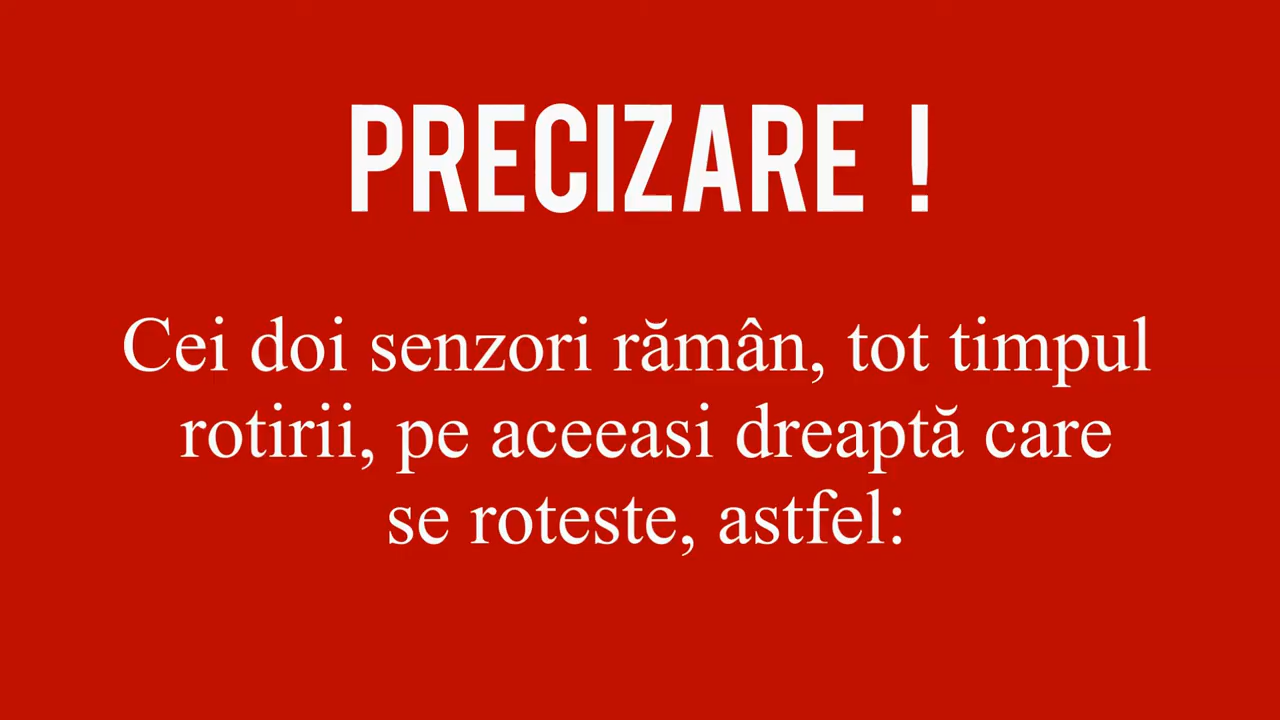 PRECIZARE !
Cei doi senzori rămân, tot timpul
rotirii, pe aceeasi dreaptă care
se roteste, astfel: